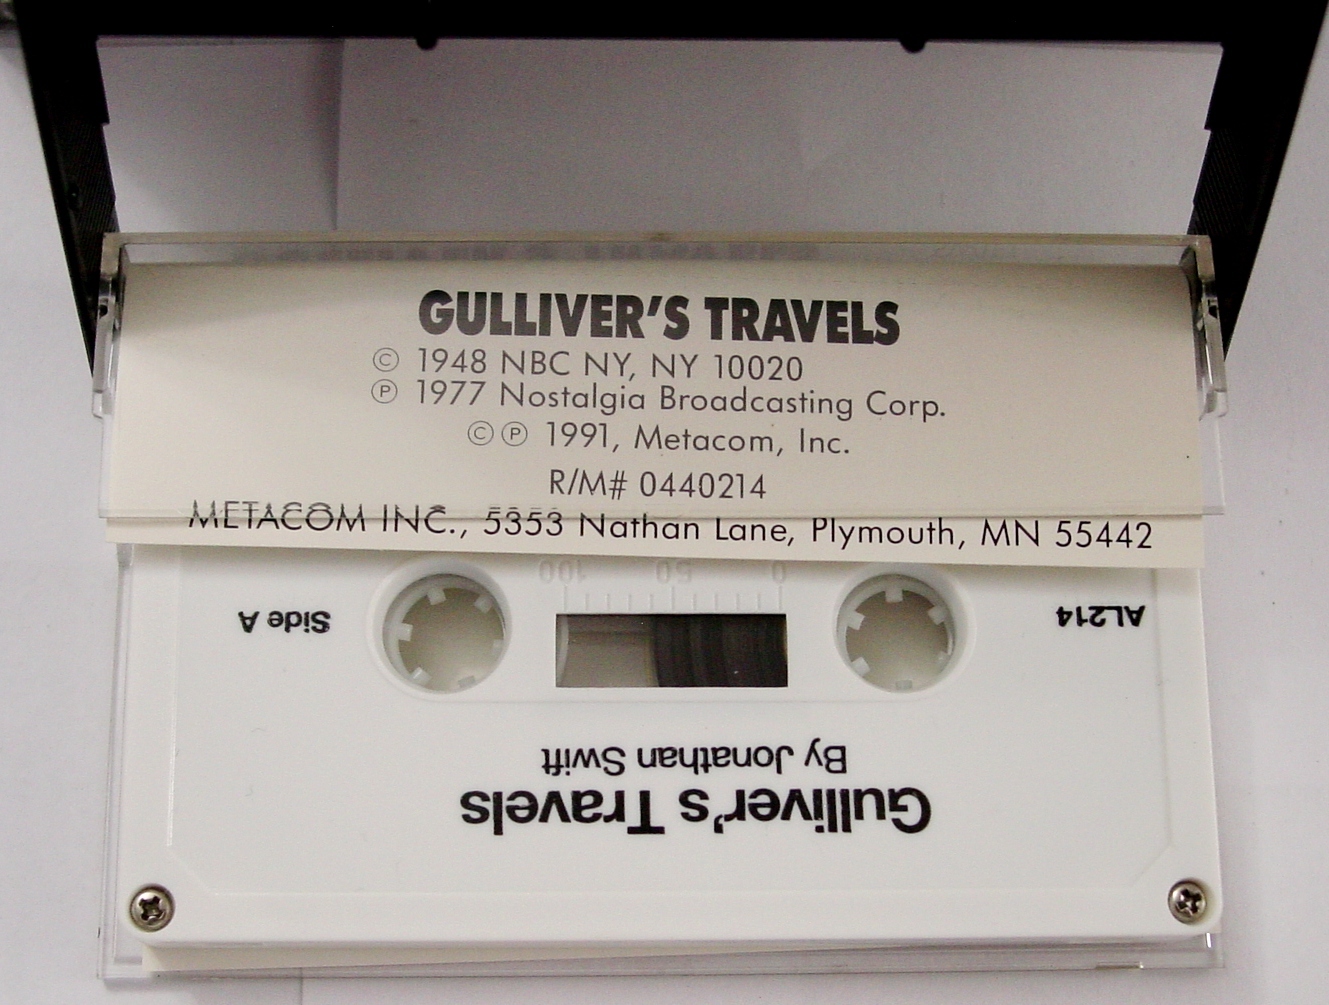 GULLIVER'S TRAVELS
© 1948 NBC NY, NY 10020
℗ 1977 Nostalgia Broadcasting Corp.
©℗ 1991, Metacom, Inc.
R/M# 0440214
METACOM INC., 5353 Nathan Lane, Plymouth, MN 55442
Gulliver's Travels
By Jonathan Swift
AL214
Side A
0 50 100